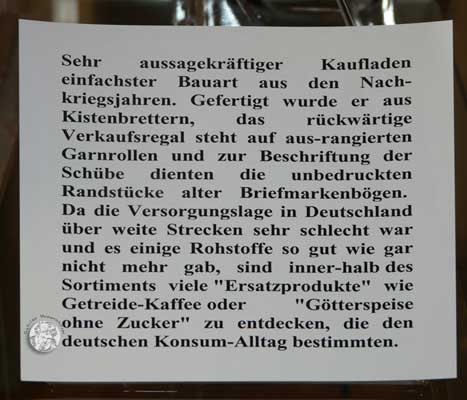 Sehr aussagekräftiger Kaufladen
einfachster Bauart aus den Nach-
kriegsjahren. Gefertigt wurde er aus
Kistenbrettern, das rückwärtige
Verkaufsregal steht auf aus-rangierten
Garnrollen und zur Beschriftung der
Schübe dienten die unbedruckten
Randstücke alter Briefmarkenbögen.
Da die Versorgungslage in Deutschland
über weite Strecken sehr schlecht war
und es einige Rohstoffe so gut wie gar
nicht mehr gab, sind inner-halb des
Sortiments viele "Ersatzprodukte" wie
Getreide-Kaffee oder "Götterspeise
ohne Zucker" zu entdecken, die den
deutschen Konsum-Alltag bestimmten.